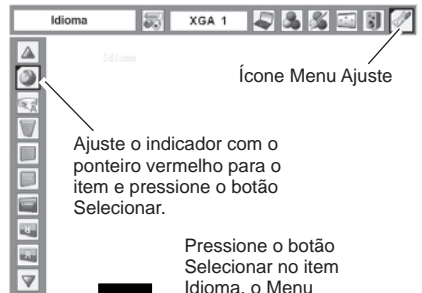 Idioma XGA 1
Idioma
Ícone Menu Ajuste
Ajuste o indicador com o
ponteiro vermelho para o
item e pressione o botão
Selecionar.
Pressione o botão
Selecionar no item
Idioma, o Menu